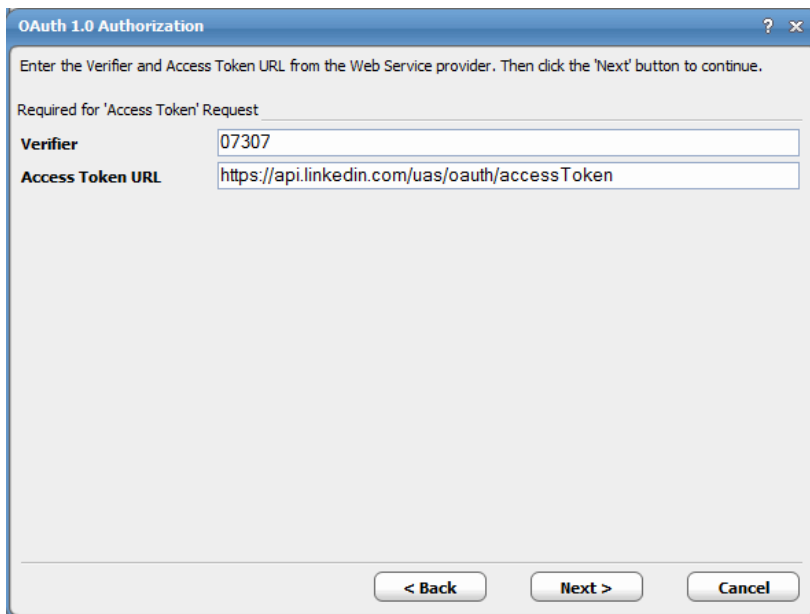 OAuth 1.0 Authorization ? x
Enter the Verifier and Access Token URL from the Web Service provider. Then click the 'Next' button to continue.
Required for 'Access Token' Request
Verifier 07307
Access Token URL https://api.linkedin.com/uas/oauth/accessToken
< Back Next > Cancel